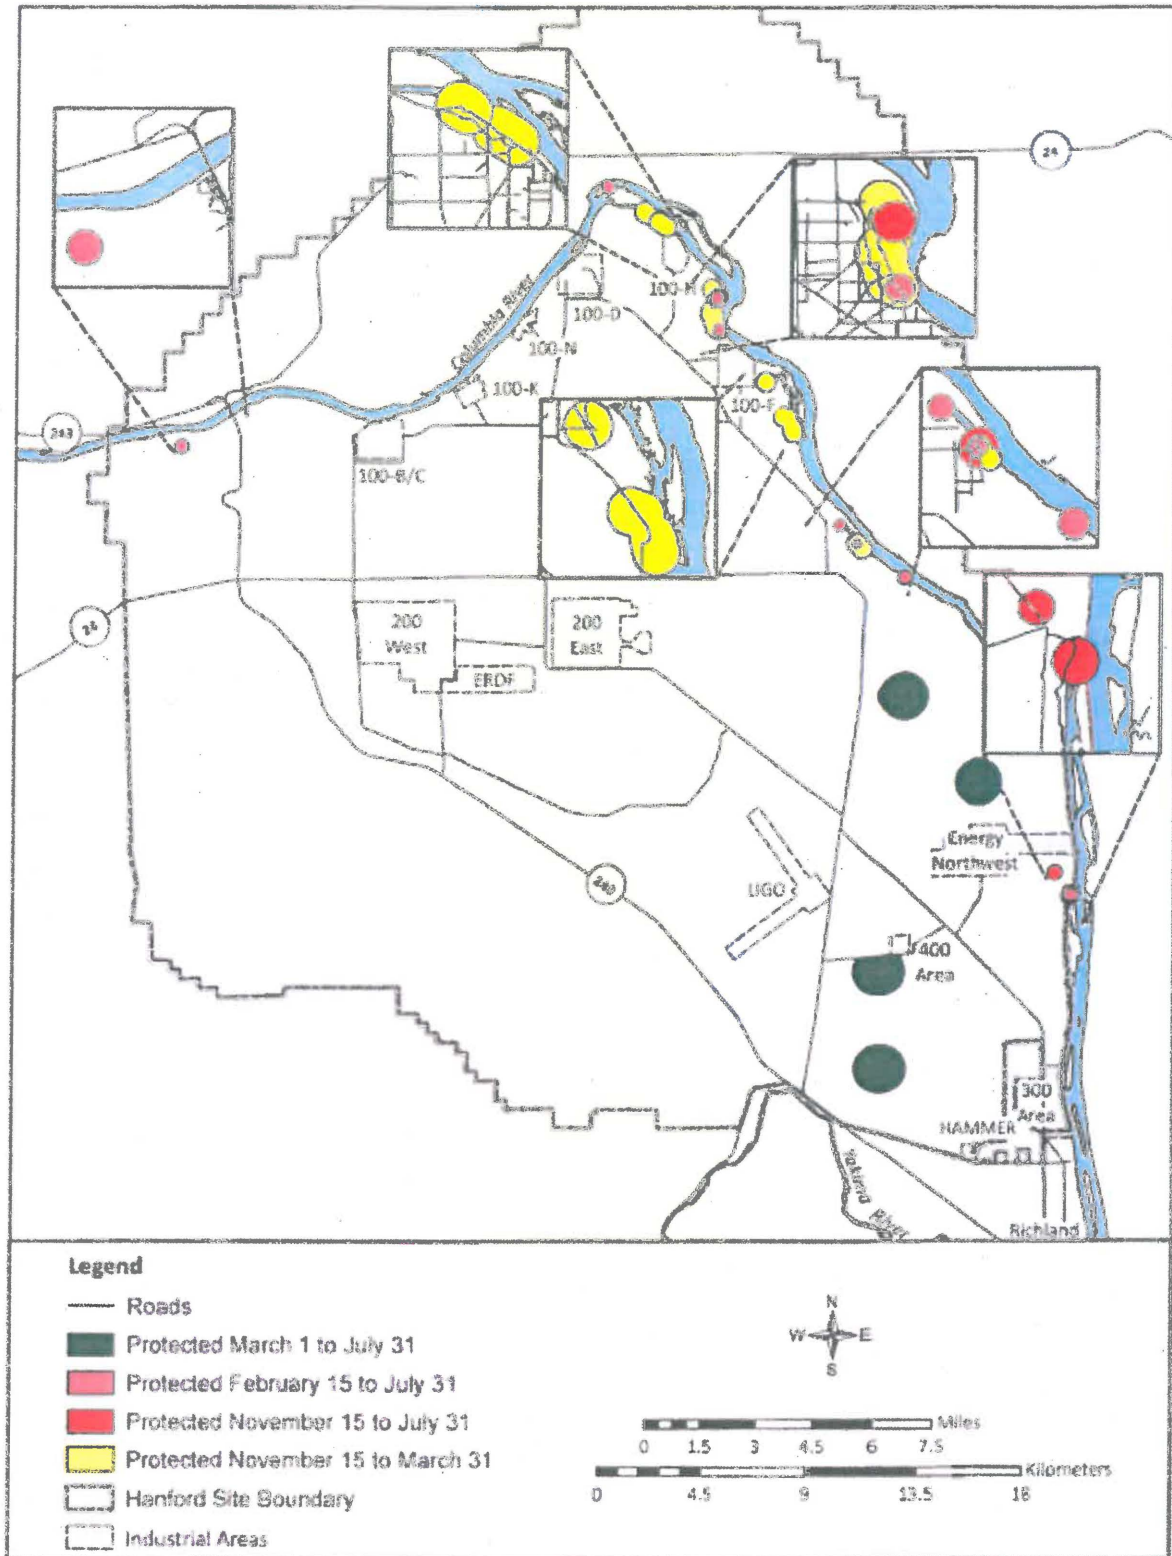 24
100-H
Columbia River
100-D
100-N
100-K
100-F
243
100-B/C
24
200
West
200
East
ERDF
Energy
Northwest
LIGO
240
400
Area
300
Area
HAMMER
Yakima
River
Richland
Legend
Roads
Protected March 1 to July 31
Protected February 15 to July 31
Protected November 15 to July 31
Protected November 15 to March 31
Hanford Site Boundary
Industrial Areas
N
W E
S
Miles
0 1.5 3 4.5 6 7.5
Kilometers
0 4.5 9 13.5 18